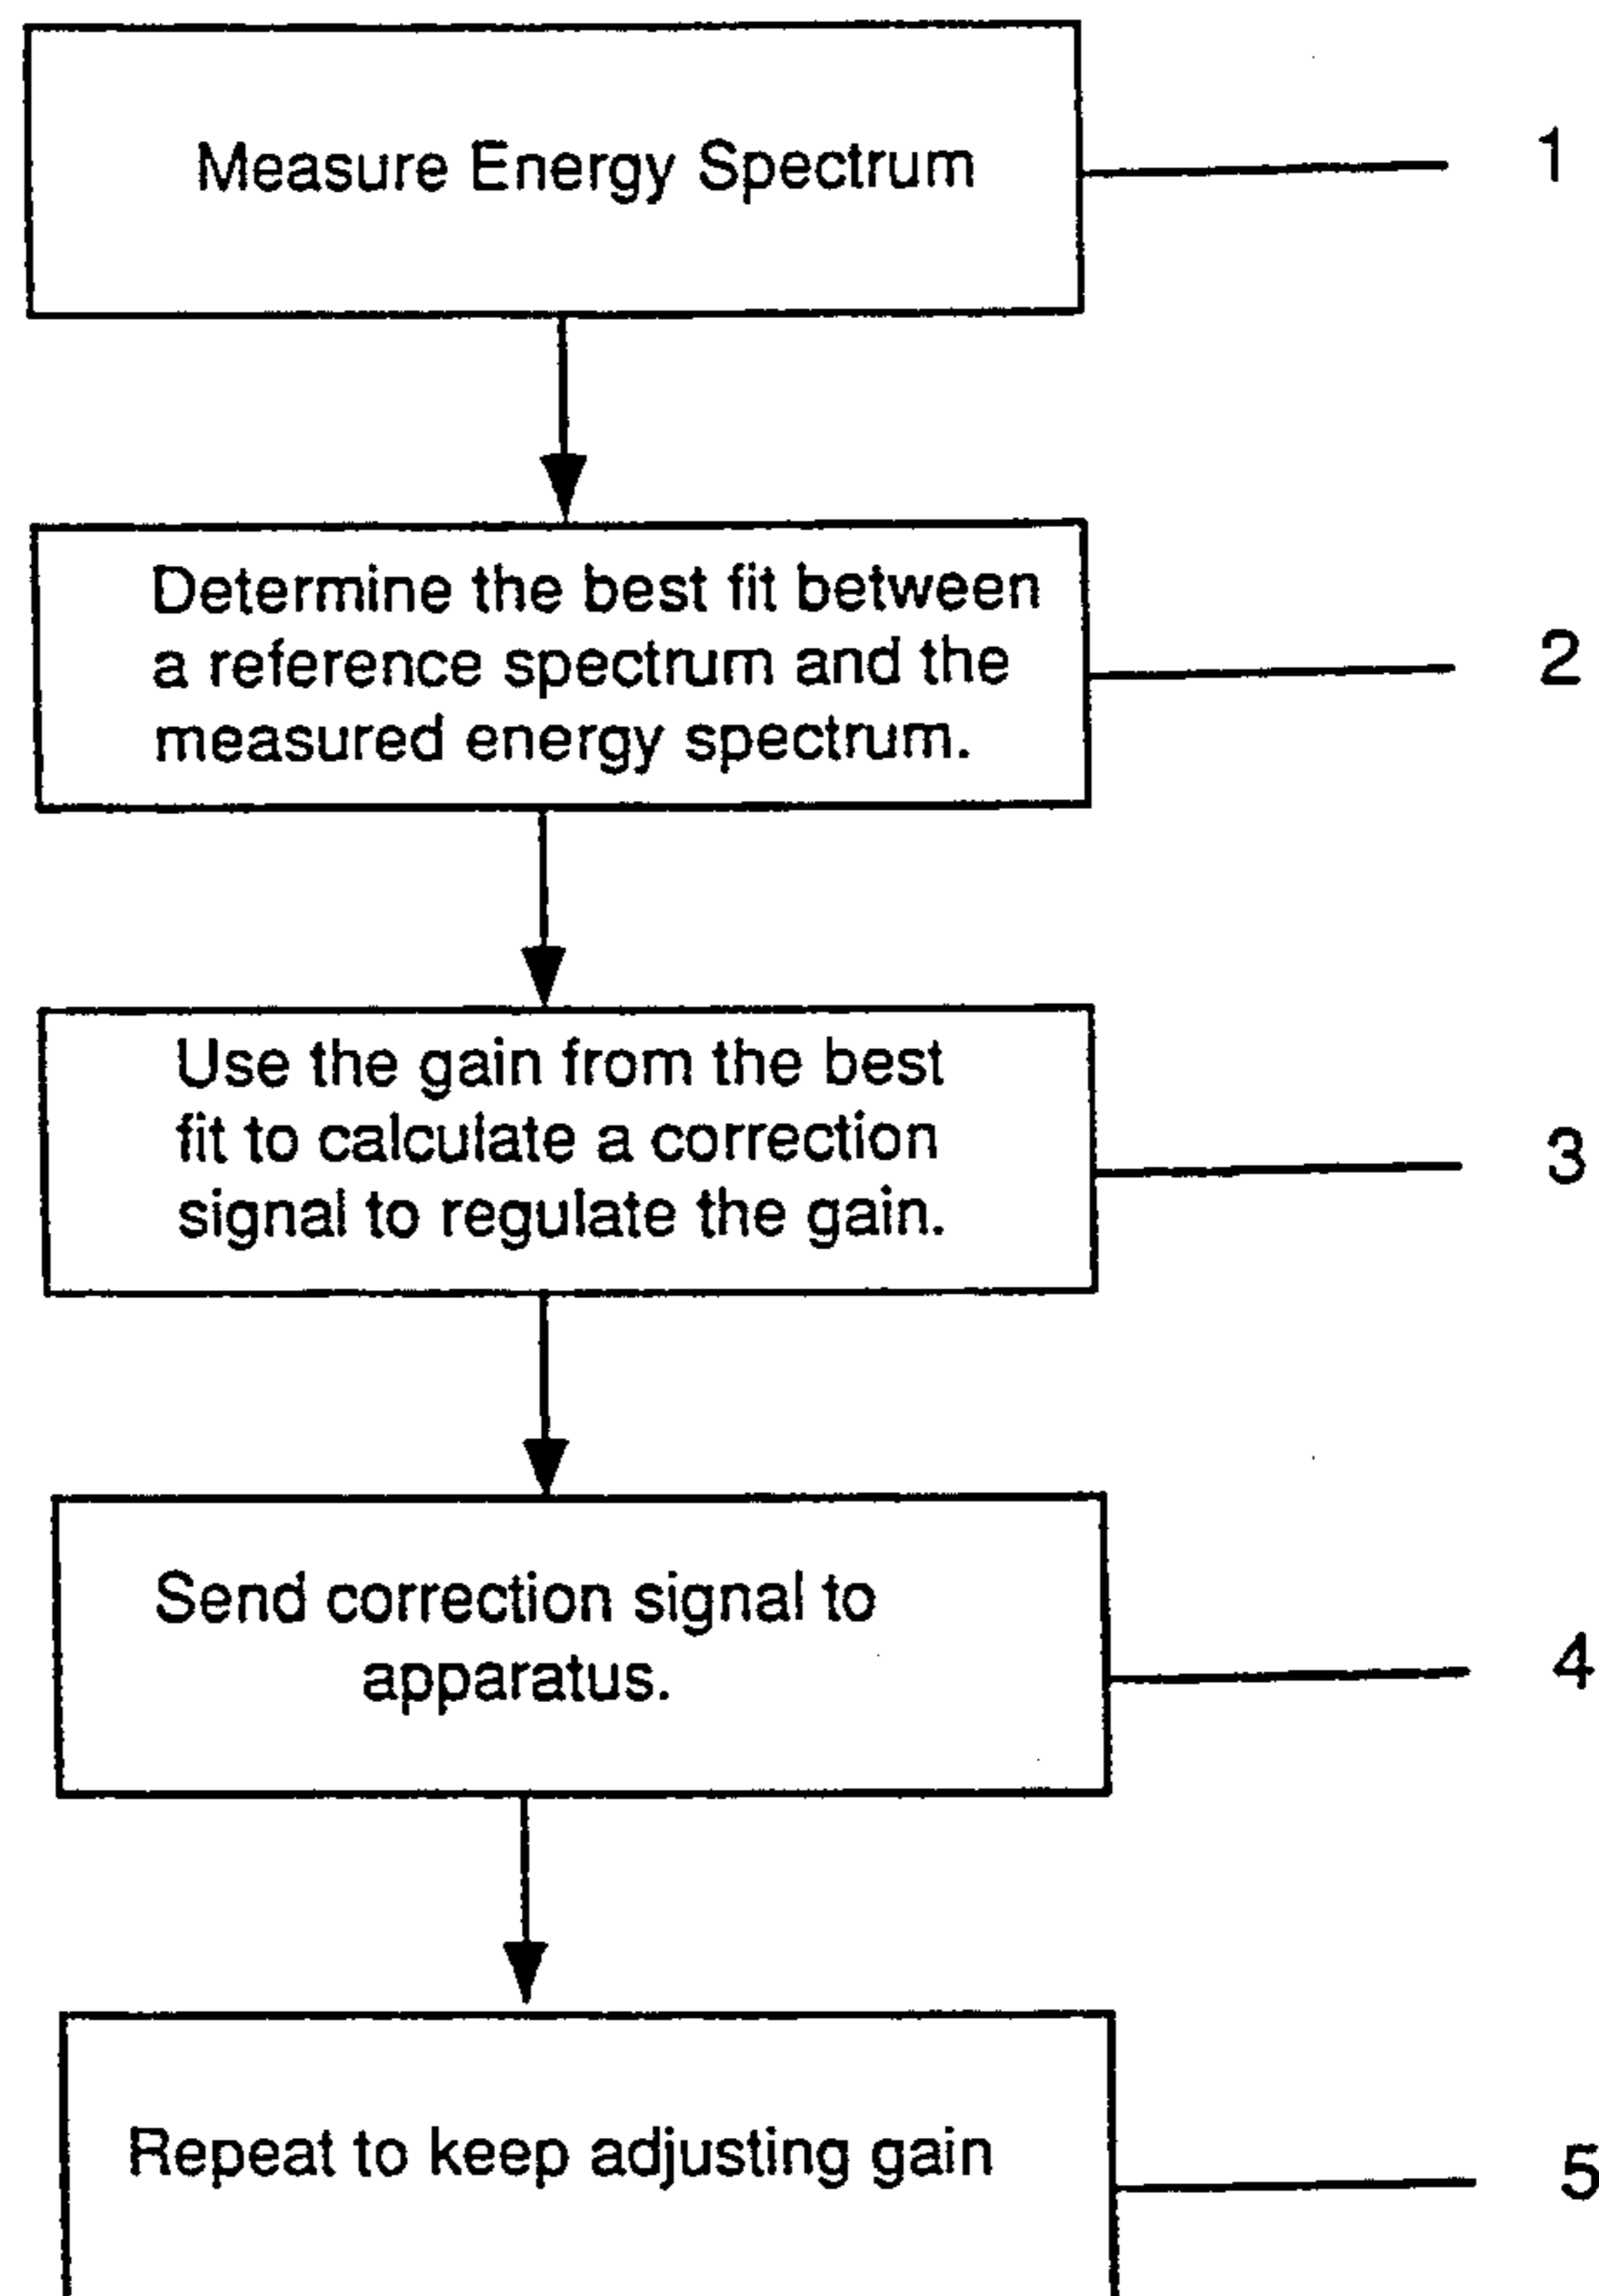 Measure Energy Spectrum
1
Determine the best fit between
a reference spectrum and the
measured energy spectrum.
2
Use the gain from the best
fit to calculate a correction
signal to regulate the gain.
3
Send correction signal to
apparatus.
4
Repeat to keep adjusting gain
5